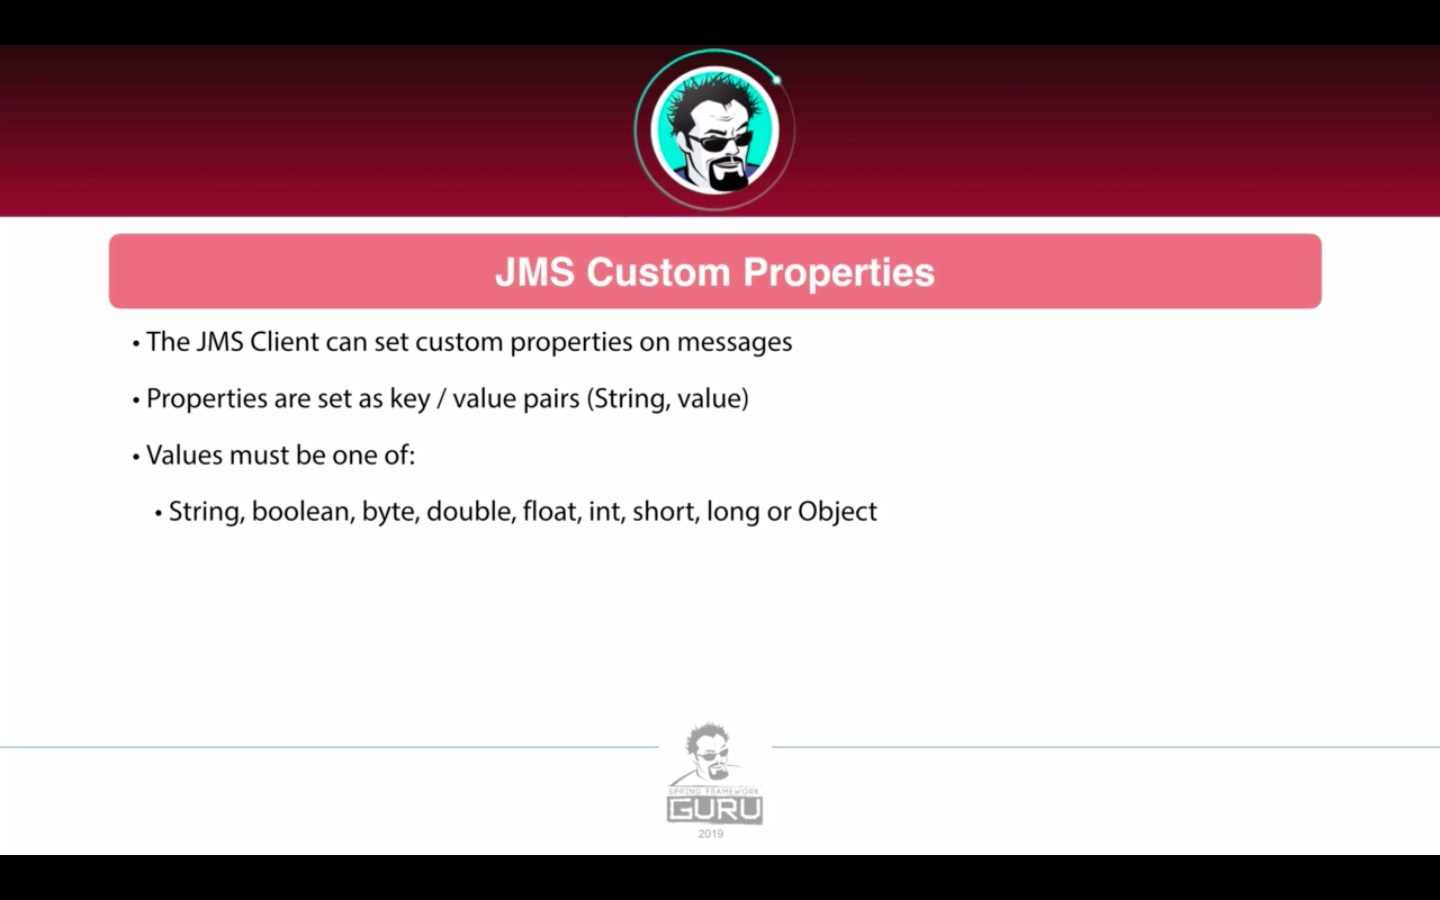 JMS Custom Properties
• The JMS Client can set custom properties on messages
• Properties are set as key / value pairs (String, value)
• Values must be one of:
• String, boolean, byte, double, float, int, short, long or Object
SPRING FRAMEWORK
GURU
2019